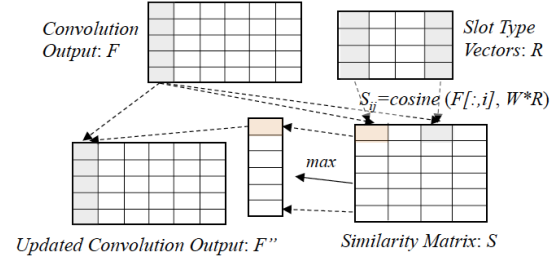 Convolution
Output: F
Slot Type
Vectors: R
S_ij=cosine (F[:,i], W*R)
max
Updated Convolution Output: F”
Similarity Matrix: S